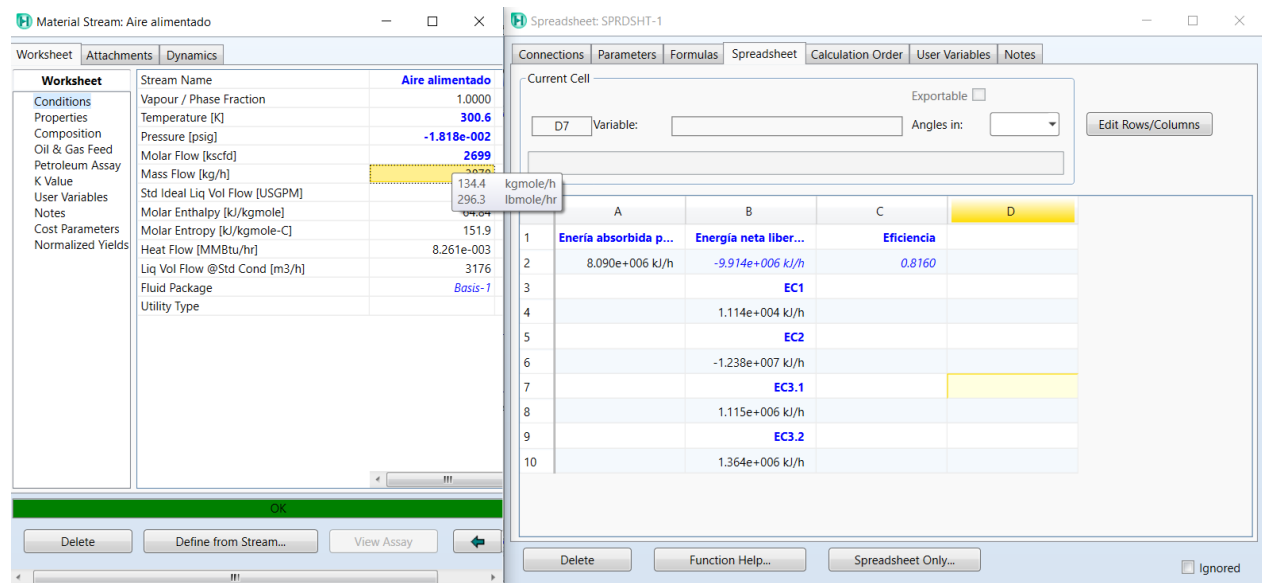 Material Stream: Aire alimentado
Worksheet Attachments Dynamics
Worksheet
Conditions
Properties
Composition
Oil & Gas Feed
Petroleum Assay
K Value
User Variables
Notes
Cost Parameters
Normalized Yields
Stream Name Aire alimentado
Vapour / Phase Fraction 1.0000
Temperature [K] 300.6
Pressure [psig] -1.818e-002
Molar Flow [kscfd] 2699
Mass Flow [kg/h]
Std Ideal Liq Vol Flow [USGPM]
Molar Enthalpy [kJ/kgmole] 64.84
Molar Entropy [kJ/kgmole-C] 151.9
Heat Flow [MMBtu/hr] 8.261e-003
Liq Vol Flow @Std Cond [m3/h] 3176
Fluid Package Basis-1
Utility Type
134.4 kgmole/h
296.3 lbmole/hr
OK
Delete Define from Stream... View Assay
Spreadsheet: SPRDSHT-1
Connections Parameters Formulas Spreadsheet Calculation Order User Variables Notes
Current Cell
Exportable
D7 Variable: Angles in:
Edit Rows/Columns
A B C D
1 Enería absorbida p... Energía neta liber... Eficiencia
2 8.090e+006 kJ/h -9.914e+006 kJ/h 0.8160
3 EC1
4 1.114e+004 kJ/h
5 EC2
6 -1.238e+007 kJ/h
7 EC3.1
8 1.115e+006 kJ/h
9 EC3.2
10 1.364e+006 kJ/h
Delete Function Help... Spreadsheet Only... Ignored